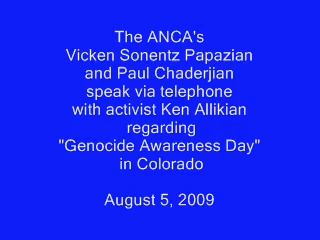 The ANCA's
Vicken Sonentz Papazian
and Paul Chaderjian
speak via telephone
with activist Ken Allikian
regarding
"Genocide Awareness Day"
in Colorado
August 5, 2009